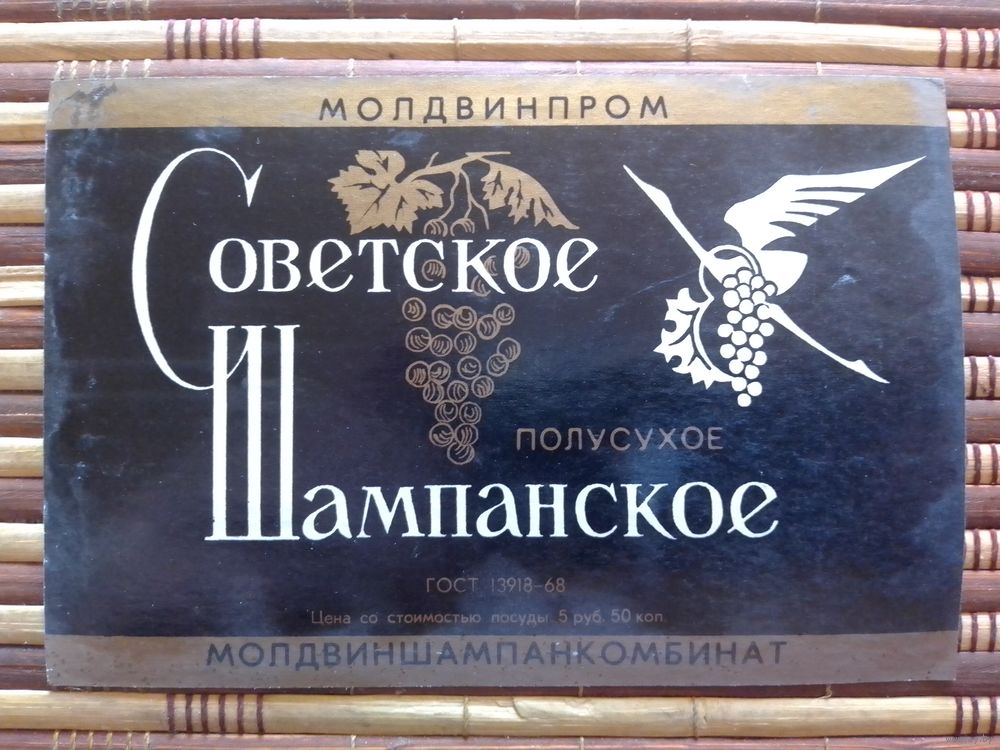 МОЛДВИНПРОМ
Советское
Шампанское
ПОЛУСУХОЕ
ГОСТ 13918-68
Цена со стоимостью посуды 5 руб. 50 коп
МОЛДВИНШАМПАНКОМБИНАТ